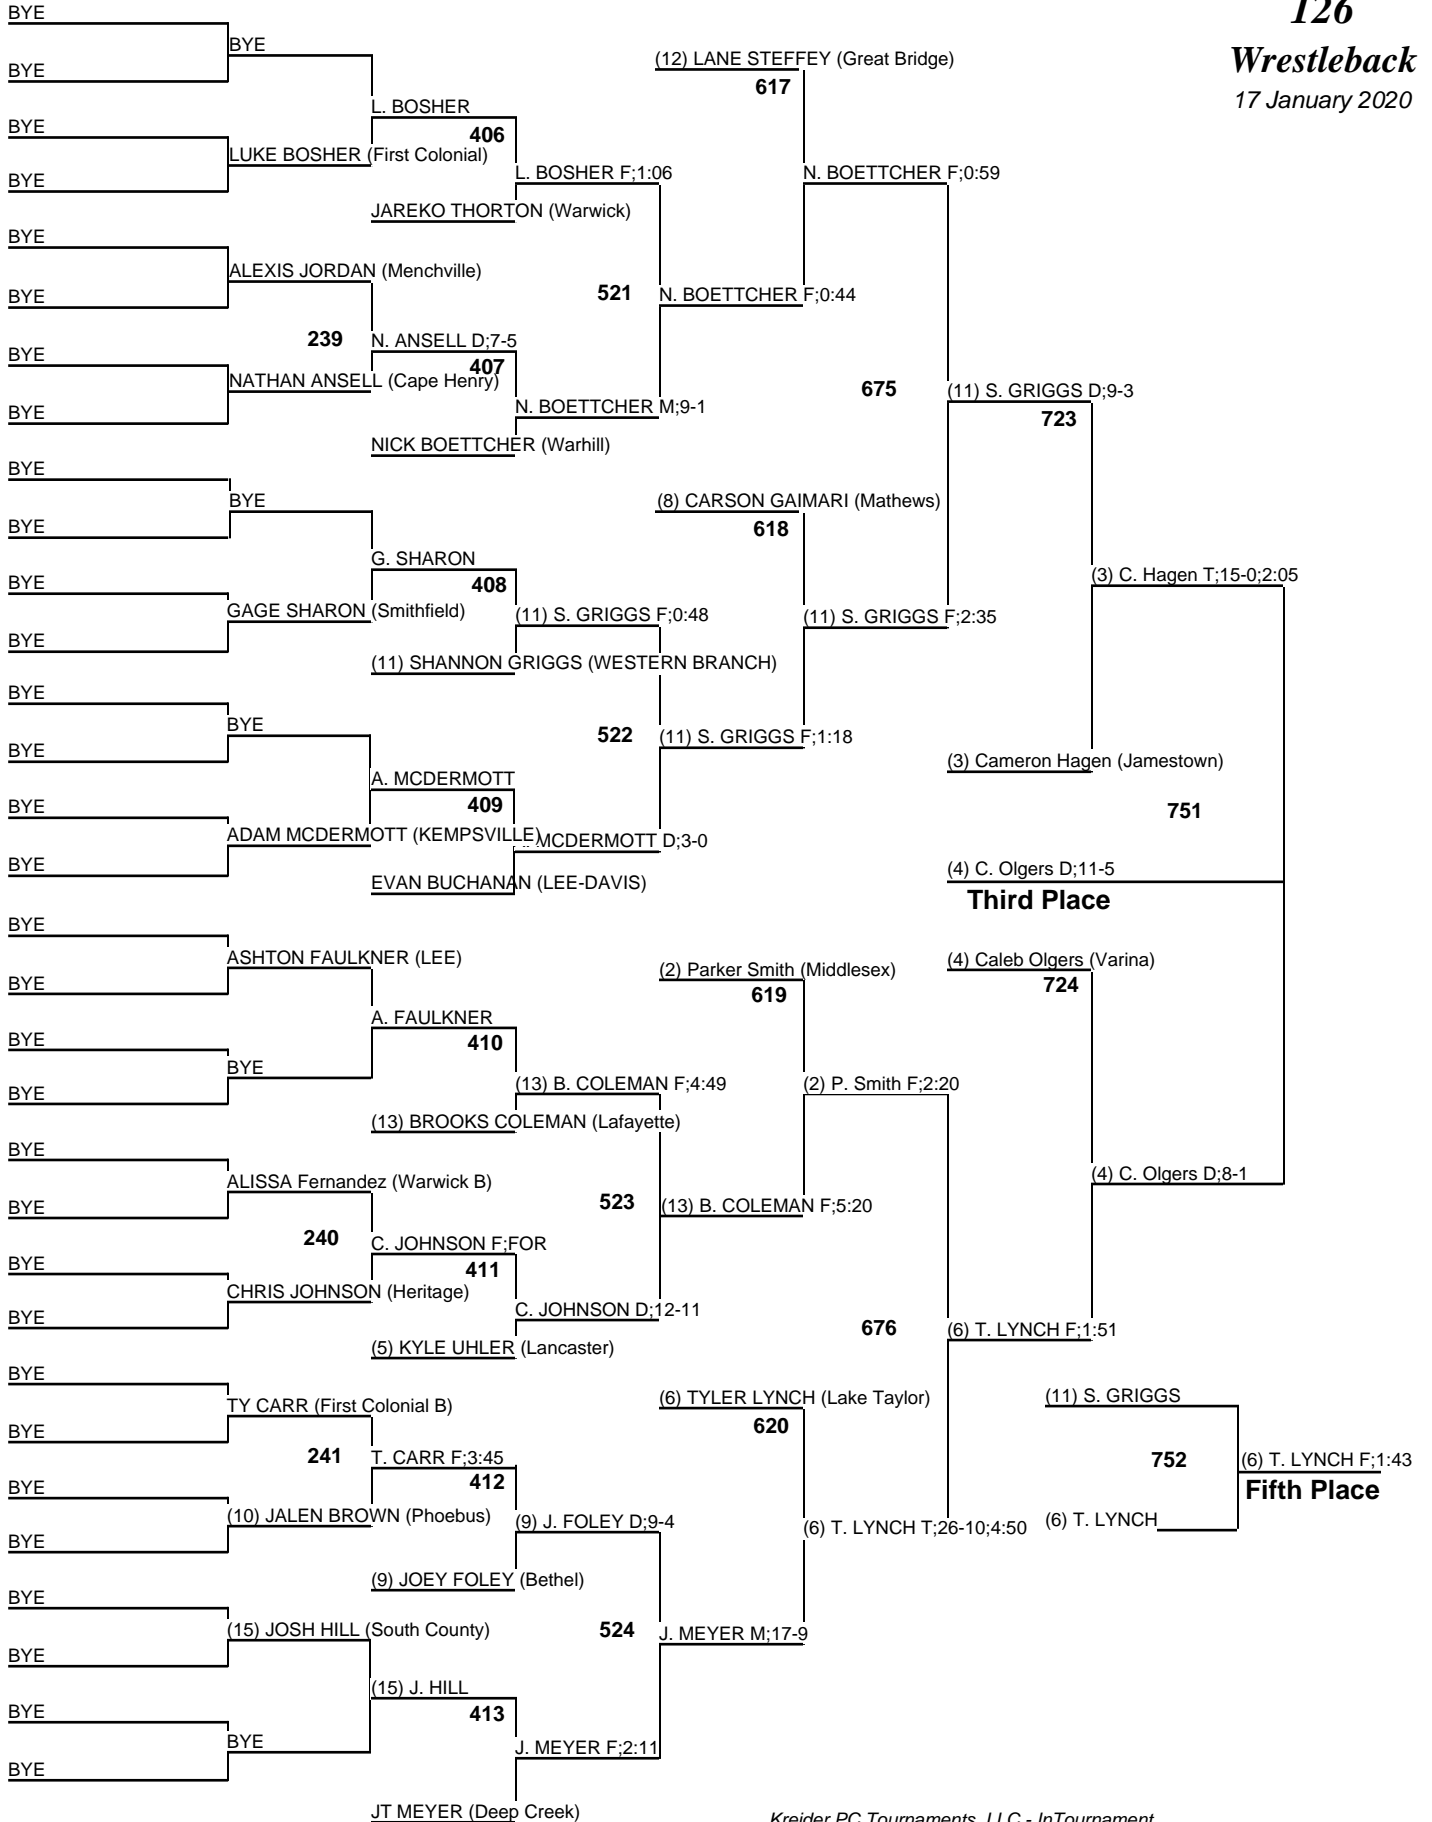 126
Wrestleback
17 January 2020
BYE
BYE
BYE
(12) LANE STEFFEY (Great Bridge)
617
L. BOSHER
406
BYE
LUKE BOSHER (First Colonial)
BYE
L. BOSHER F;1:06
N. BOETTCHER F;0:59
JAREKO THORTON (Warwick)
BYE
ALEXIS JORDAN (Menchville)
BYE
521
N. BOETTCHER F;0:44
239
N. ANSELL D;7-5
BYE
407
NATHAN ANSELL (Cape Henry)
675
(11) S. GRIGGS D;9-3
BYE
N. BOETTCHER M;9-1
723
NICK BOETTCHER (Warhill)
BYE
BYE
(8) CARSON GAIMARI (Mathews)
BYE
618
G. SHARON
408
(3) C. Hagen T;15-0;2:05
BYE
GAGE SHARON (Smithfield)
(11) S. GRIGGS F;0:48
(11) S. GRIGGS F;2:35
BYE
(11) SHANNON GRIGGS (WESTERN BRANCH)
BYE
BYE
522
(11) S. GRIGGS F;1:18
BYE
(3) Cameron Hagen (Jamestown)
A. MCDERMOTT
409
751
BYE
ADAM MCDERMOTT (KEMPSVILLE)
MCDERMOTT D;3-0
BYE
(4) C. Olgers D;11-5
EVAN BUCHANAN (LEE-DAVIS)
Third Place
BYE
ASHTON FAULKNER (LEE)
(2) Parker Smith (Middlesex)
(4) Caleb Olgers (Varina)
BYE
619
724
A. FAULKNER
410
BYE
BYE
(13) B. COLEMAN F;4:49
(2) P. Smith F;2:20
BYE
(13) BROOKS COLEMAN (Lafayette)
BYE
ALISSA Fernandez (Warwick B)
(4) C. Olgers D;8-1
BYE
523
(13) B. COLEMAN F;5:20
240
C. JOHNSON F;FOR
BYE
411
CHRIS JOHNSON (Heritage)
BYE
C. JOHNSON D;12-11
676
(6) T. LYNCH F;1:51
(5) KYLE UHLER (Lancaster)
BYE
TY CARR (First Colonial B)
(6) TYLER LYNCH (Lake Taylor)
(11) S. GRIGGS
BYE
620
241
T. CARR F;3:45
412
752
(6) T. LYNCH F;1:43
BYE
Fifth Place
(10) JALEN BROWN (Phoebus)
(9) J. FOLEY D;9-4
(6) T. LYNCH T;26-10;4:50
(6) T. LYNCH
BYE
(9) JOEY FOLEY (Bethel)
BYE
(15) JOSH HILL (South County)
524
J. MEYER M;17-9
BYE
(15) J. HILL
413
BYE
BYE
J. MEYER F;2:11
BYE
JT MEYER (Deep Creek)
Kreider PC Tournaments, LLC - InTournament